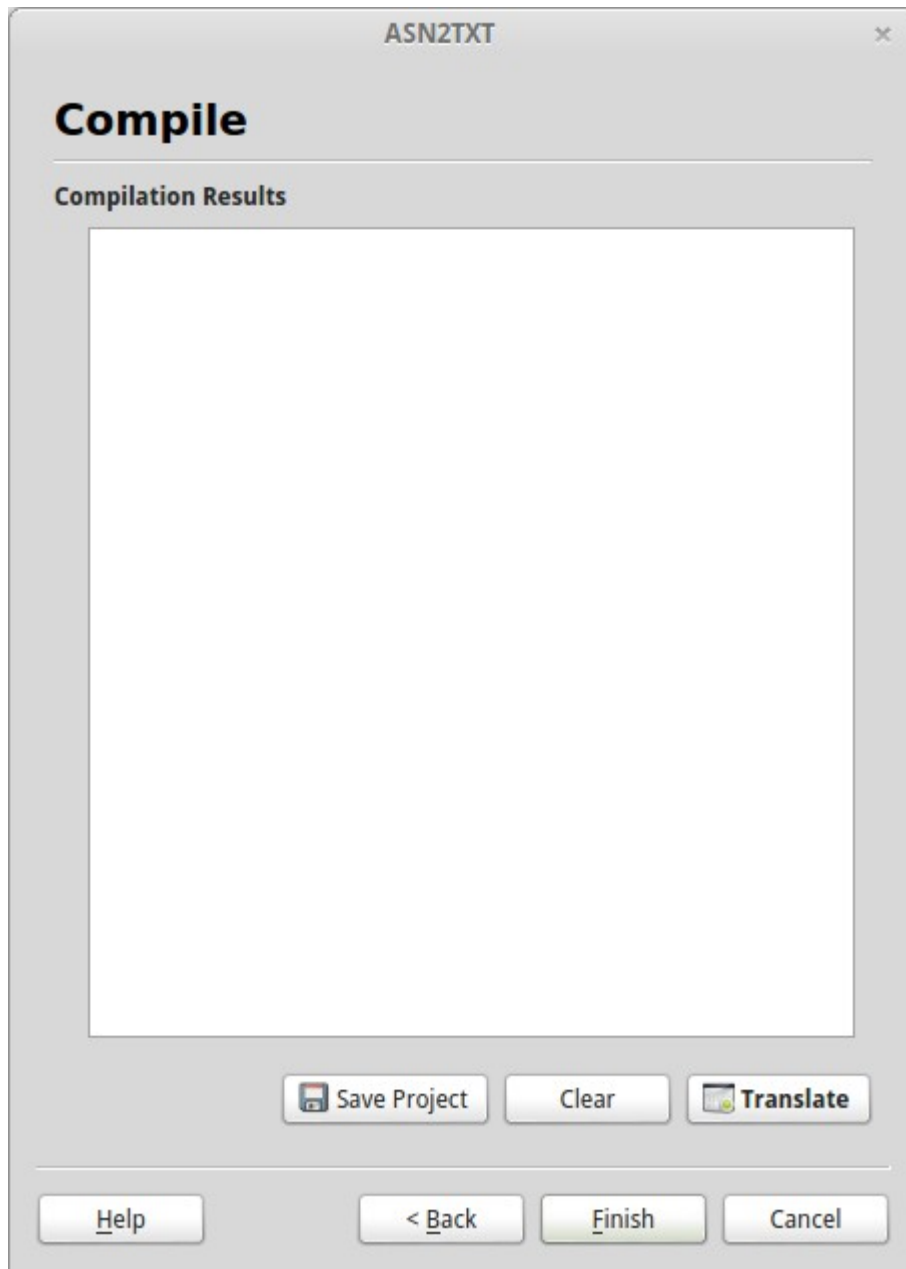 ASN2TXT
Compile
Compilation Results
Save Project Clear Translate
Help < Back Finish Cancel